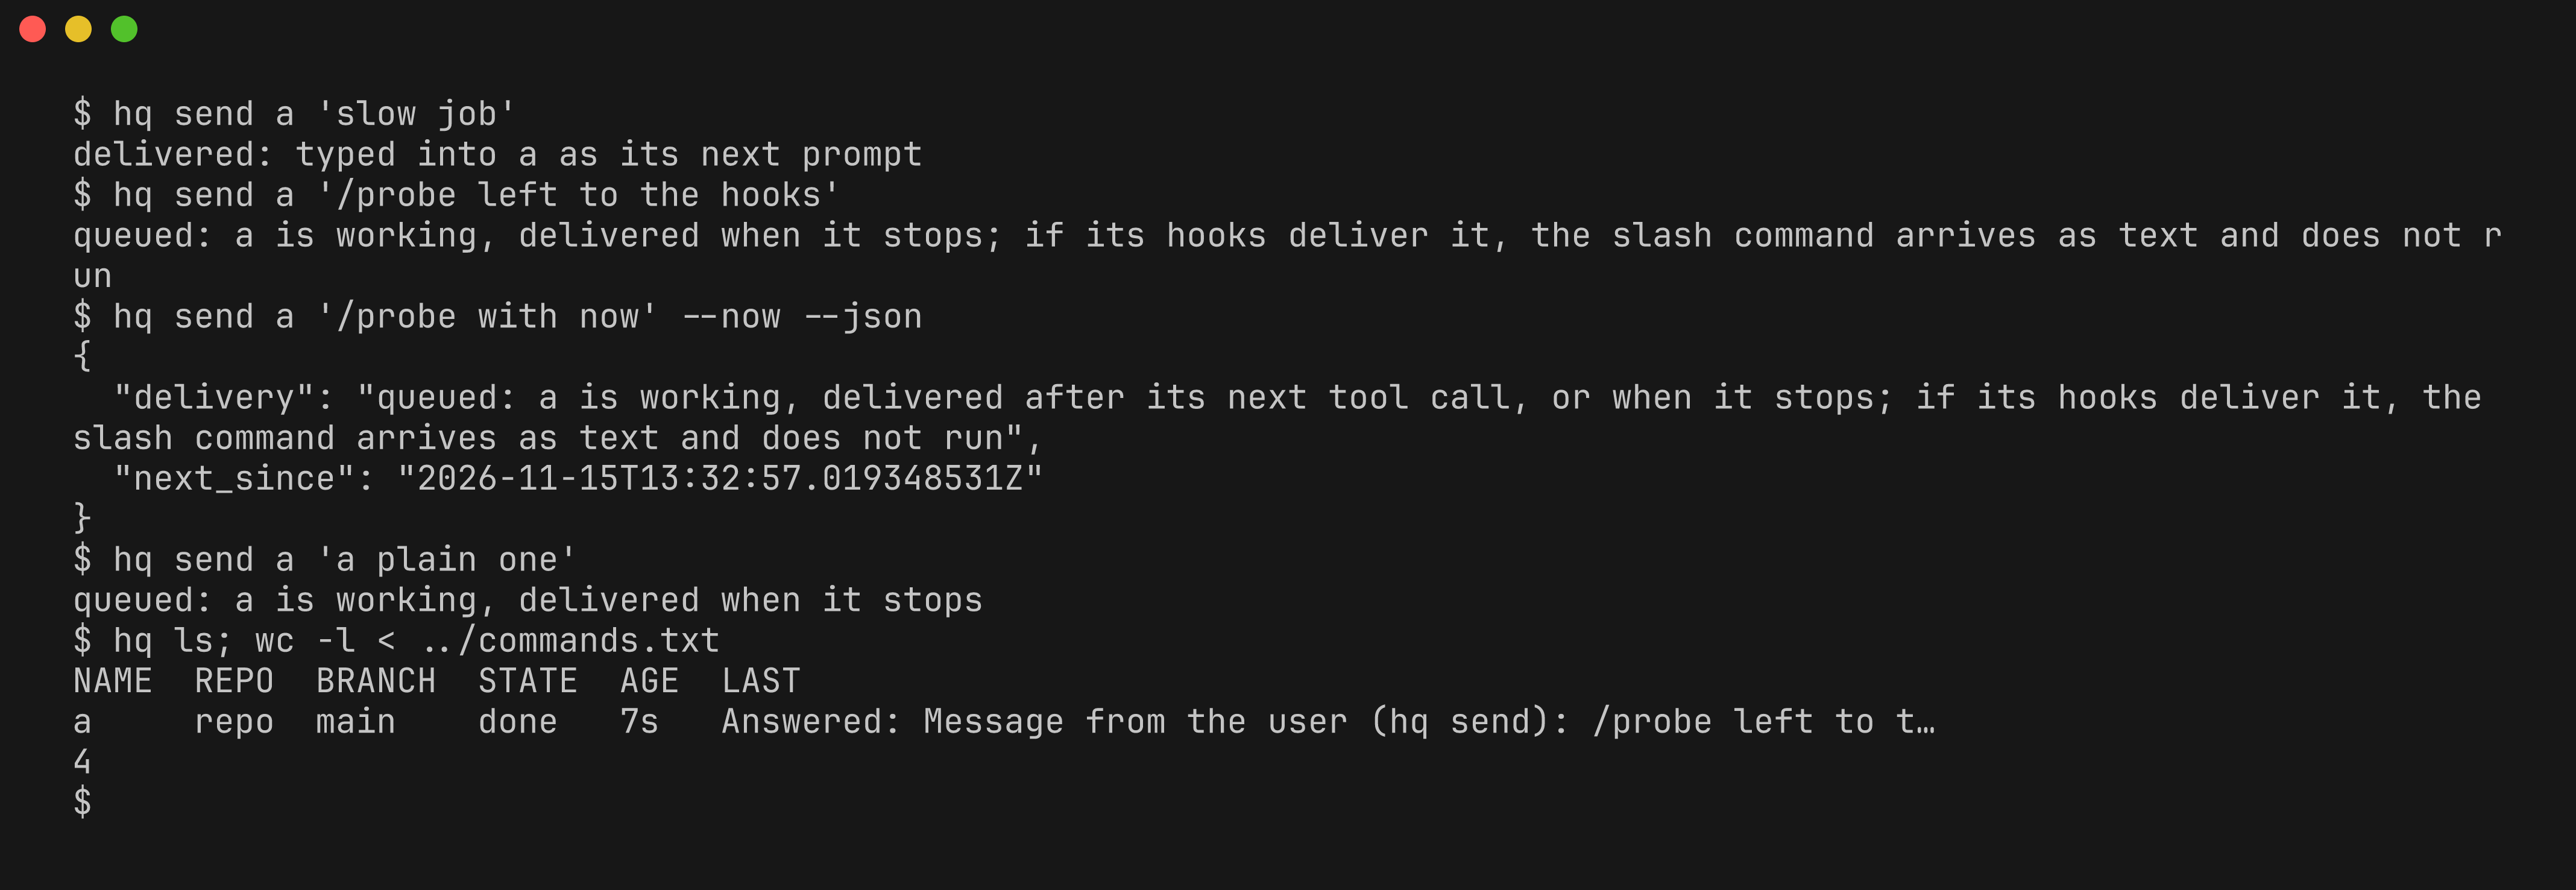 $ hq send a 'slow job'
delivered: typed into a as its next prompt
$ hq send a '/probe left to the hooks'
queued: a is working, delivered when it stops; if its hooks deliver it, the slash command arrives as text and does not r
un
$ hq send a '/probe with now' --now --json
{
  "delivery": "queued: a is working, delivered after its next tool call, or when it stops; if its hooks deliver it, the
slash command arrives as text and does not run",
  "next_since": "2026-11-15T13:32:57.019348531Z"
}
$ hq send a 'a plain one'
queued: a is working, delivered when it stops
$ hq ls; wc -l < ../commands.txt
NAME  REPO  BRANCH  STATE  AGE  LAST
a     repo  main    done   7s   Answered: Message from the user (hq send): /probe left to t…
4
$